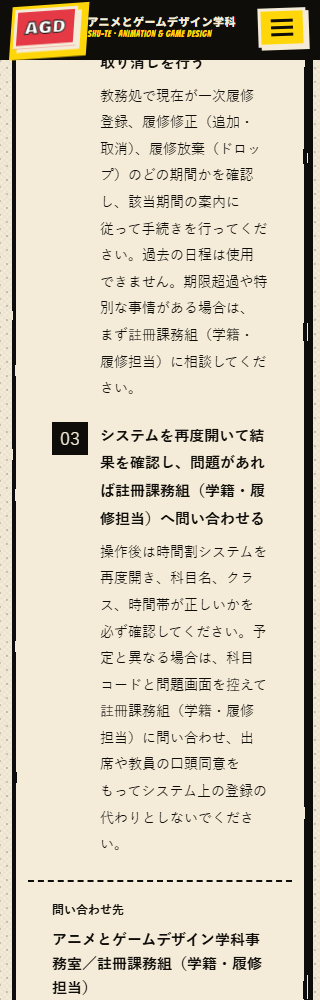 AGD
アニメとゲームデザイン学科
SHU-TE · ANIMATION & GAME DESIGN
取り消しを行う
教務処で現在が一次履修
登録、履修修正（追加・
取消）、履修放棄（ドロッ
プ）のどの期間かを確認
し、該当期間の案内に
従って手続きを行ってくだ
さい。過去の日程は使用
できません。期限超過や特
別な事情がある場合は、
まず註冊課務組（学籍・
履修担当）に相談してくだ
さい。
03
システムを再度開いて結
果を確認し、問題があれ
ば註冊課務組（学籍・履
修担当）へ問い合わせる
操作後は時間割システムを
再度開き、科目名、クラ
ス、時間帯が正しいかを
必ず確認してください。予
定と異なる場合は、科目
コードと問題画面を控えて
註冊課務組（学籍・履修
担当）に問い合わせ、出
席や教員の口頭同意を
もってシステム上の登録の
代わりとしないでくださ
い。
問い合わせ先
アニメとゲームデザイン学科事
務室／註冊課務組（学籍・履修
担当）